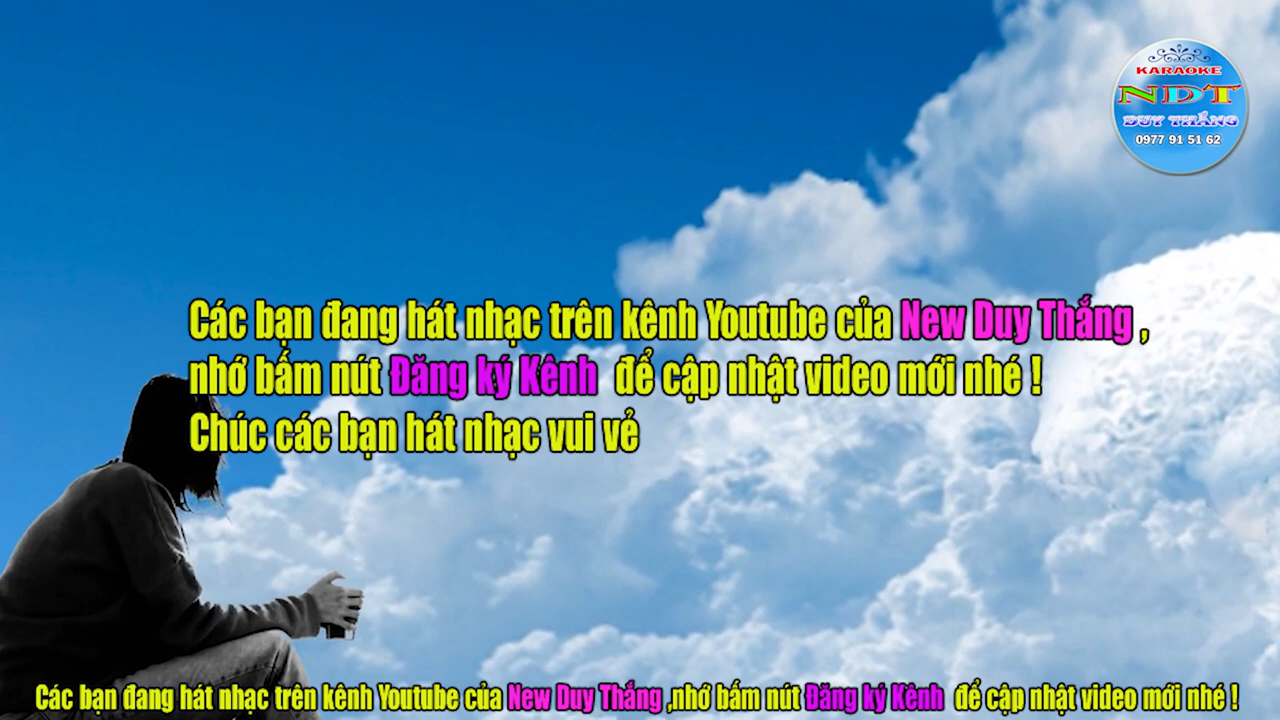 KARAOKE
NDT
DUY THẮNG
0977 91 51 62
Các bạn đang hát nhạc trên kênh Youtube của New Duy Thắng ,
nhớ bấm nút Đăng ký Kênh để cập nhật video mới nhé !
Chúc các bạn hát nhạc vui vẻ
Các bạn đang hát nhạc trên kênh Youtube của New Duy Thắng ,nhớ bấm nút Đăng ký Kênh để cập nhật video mới nhé !